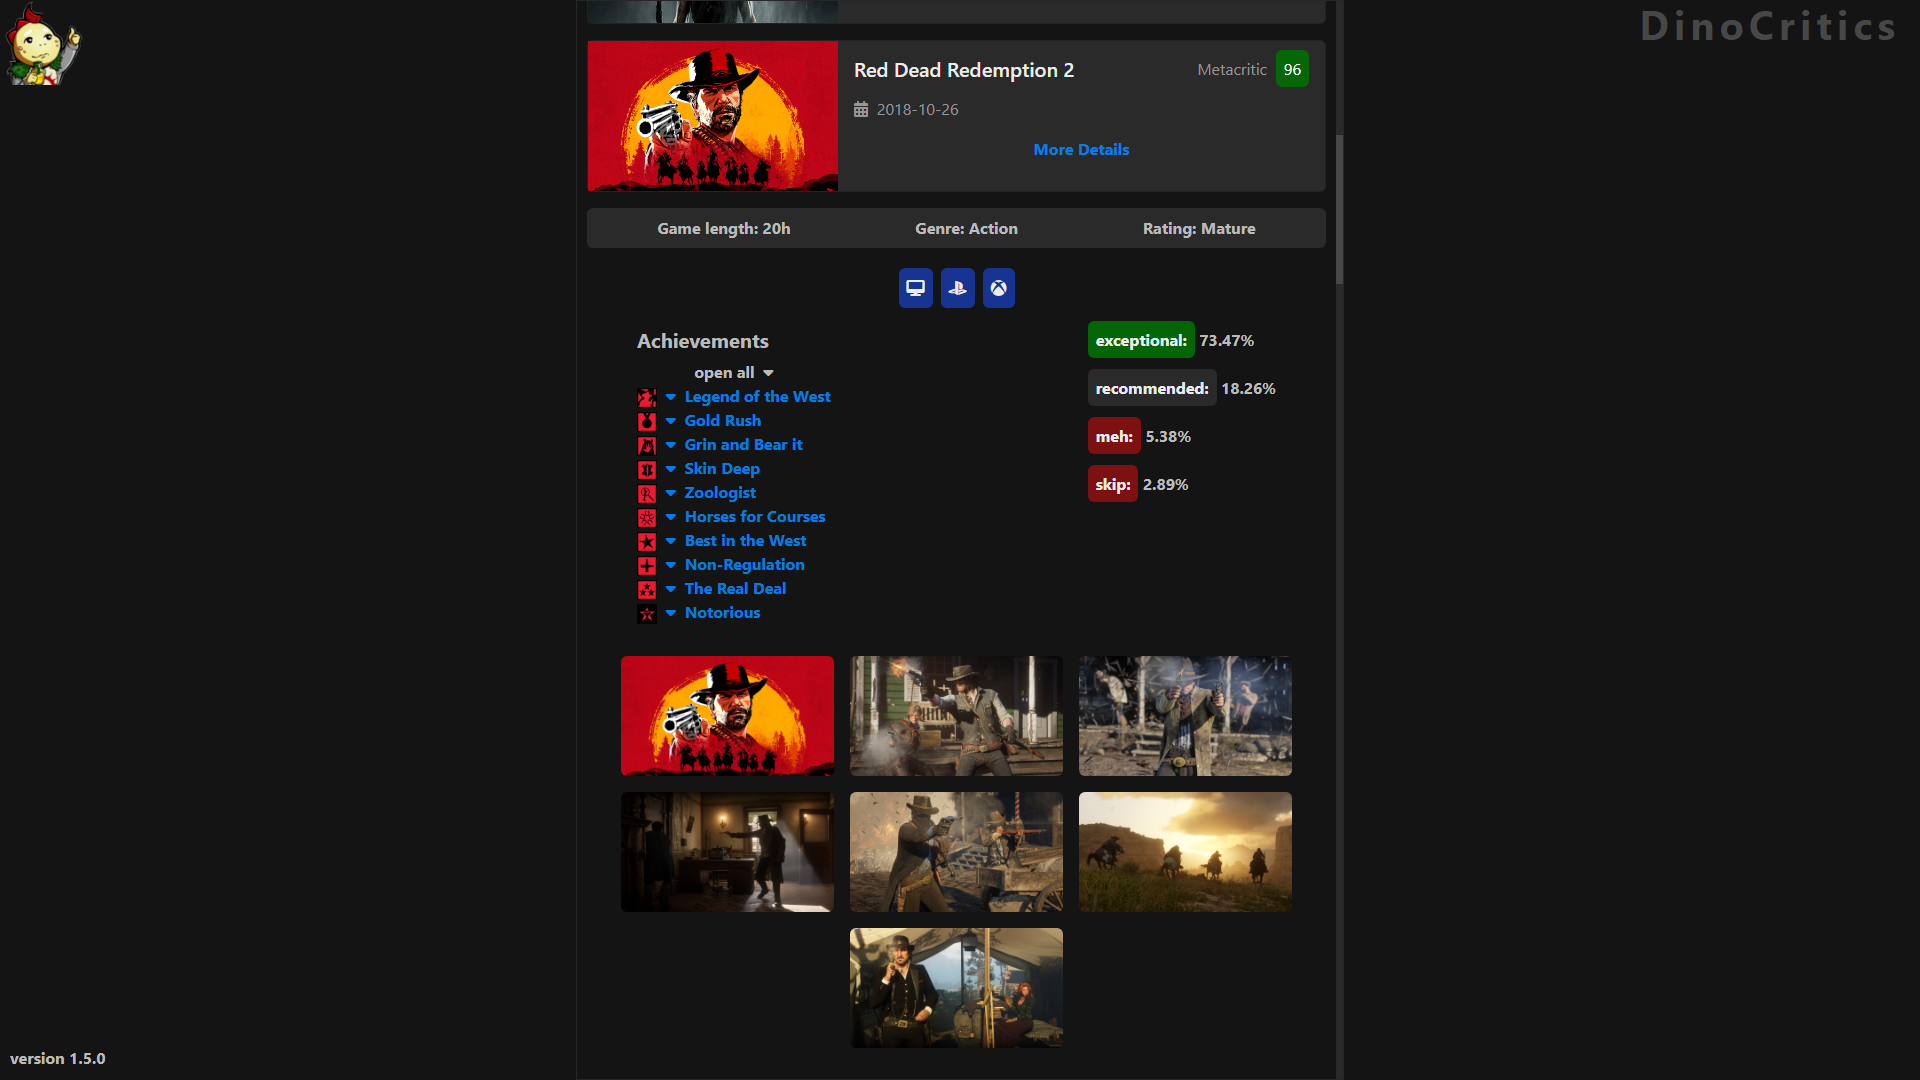 DinoCritics
Red Dead Redemption 2
Metacritic 96
2018-10-26
More Details
Game length: 20h
Genre: Action
Rating: Mature
Achievements
open all
Legend of the West
Gold Rush
Grin and Bear it
Skin Deep
Zoologist
Horses for Courses
Best in the West
Non-Regulation
The Real Deal
Notorious
exceptional: 73.47%
recommended: 18.26%
meh: 5.38%
skip: 2.89%
version 1.5.0